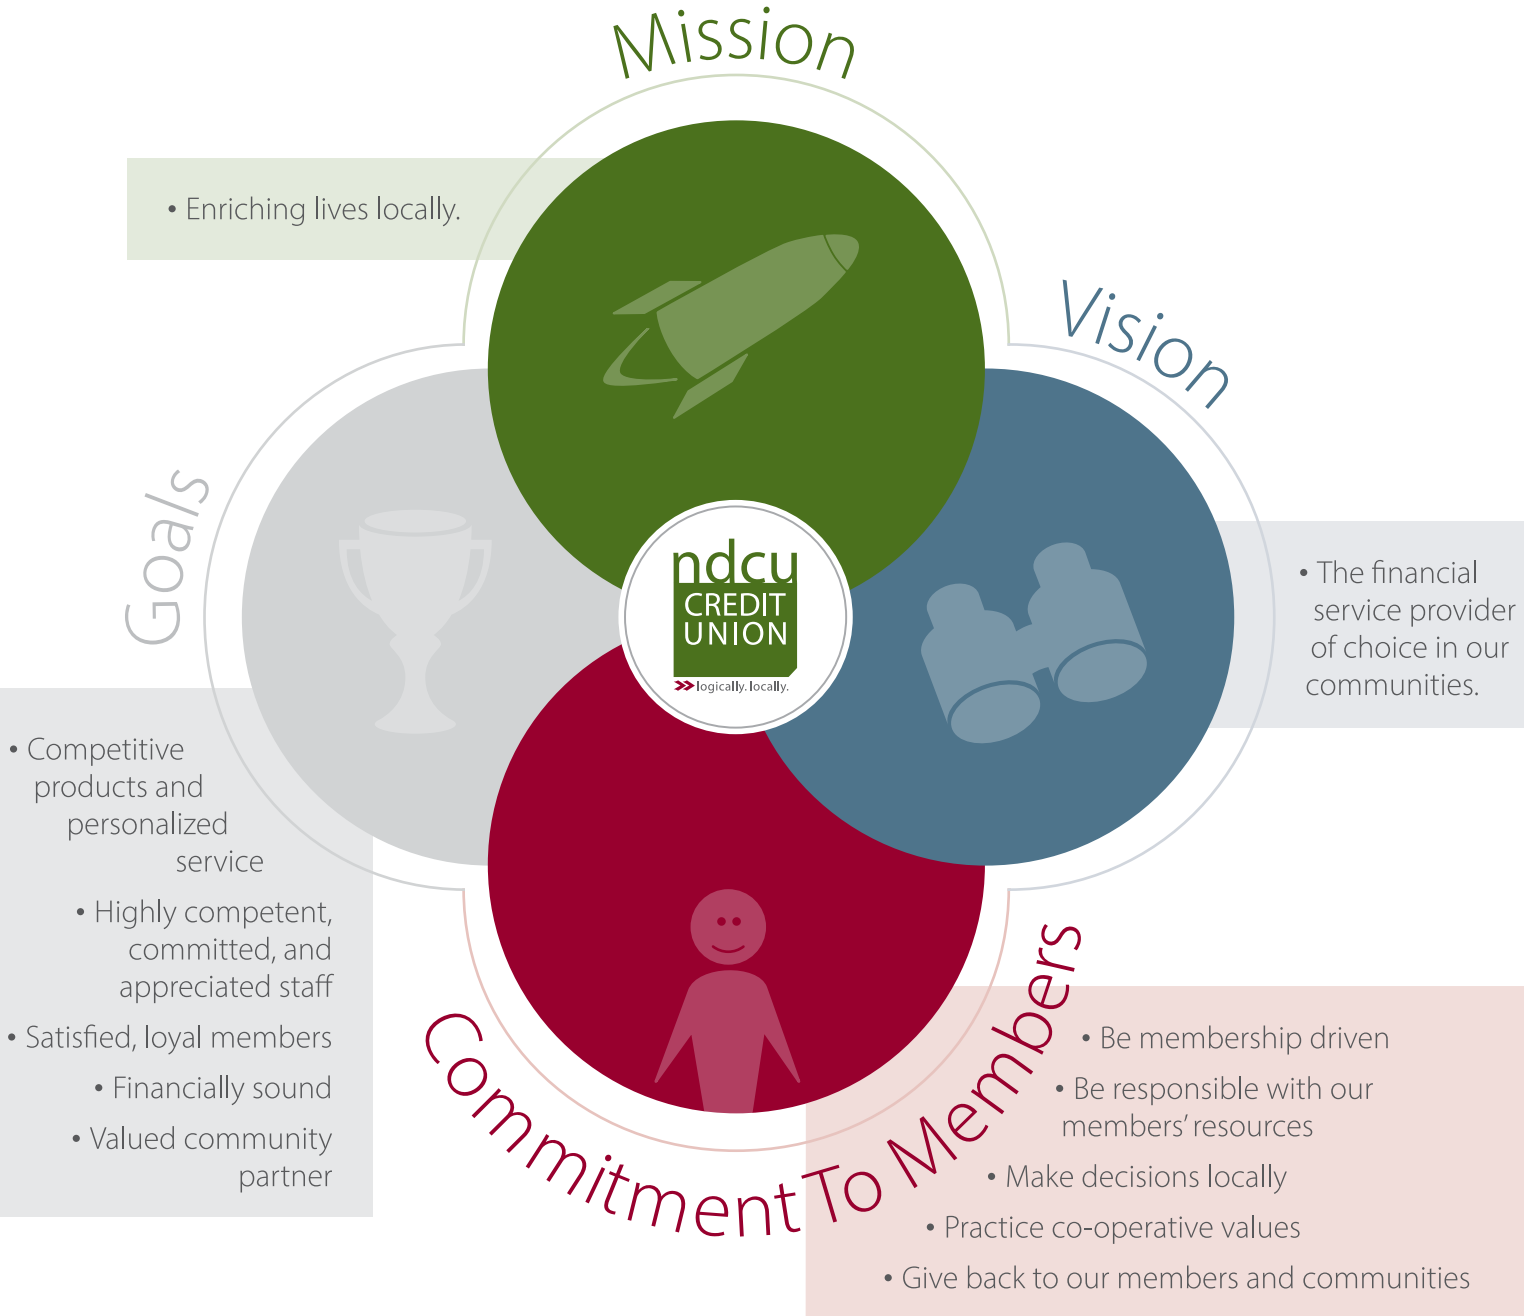 Mission
• Enriching lives locally.
Vision
• The financial
service provider
of choice in our
communities.
Goals
• Competitive
products and
personalized
service
• Highly competent,
committed, and
appreciated staff
• Satisfied, loyal members
• Financially sound
• Valued community
partner
ndcu
CREDIT
UNION
logically. locally.
Commitment To Members
• Be membership driven
• Be responsible with our
members’ resources
• Make decisions locally
• Practice co-operative values
• Give back to our members and communities